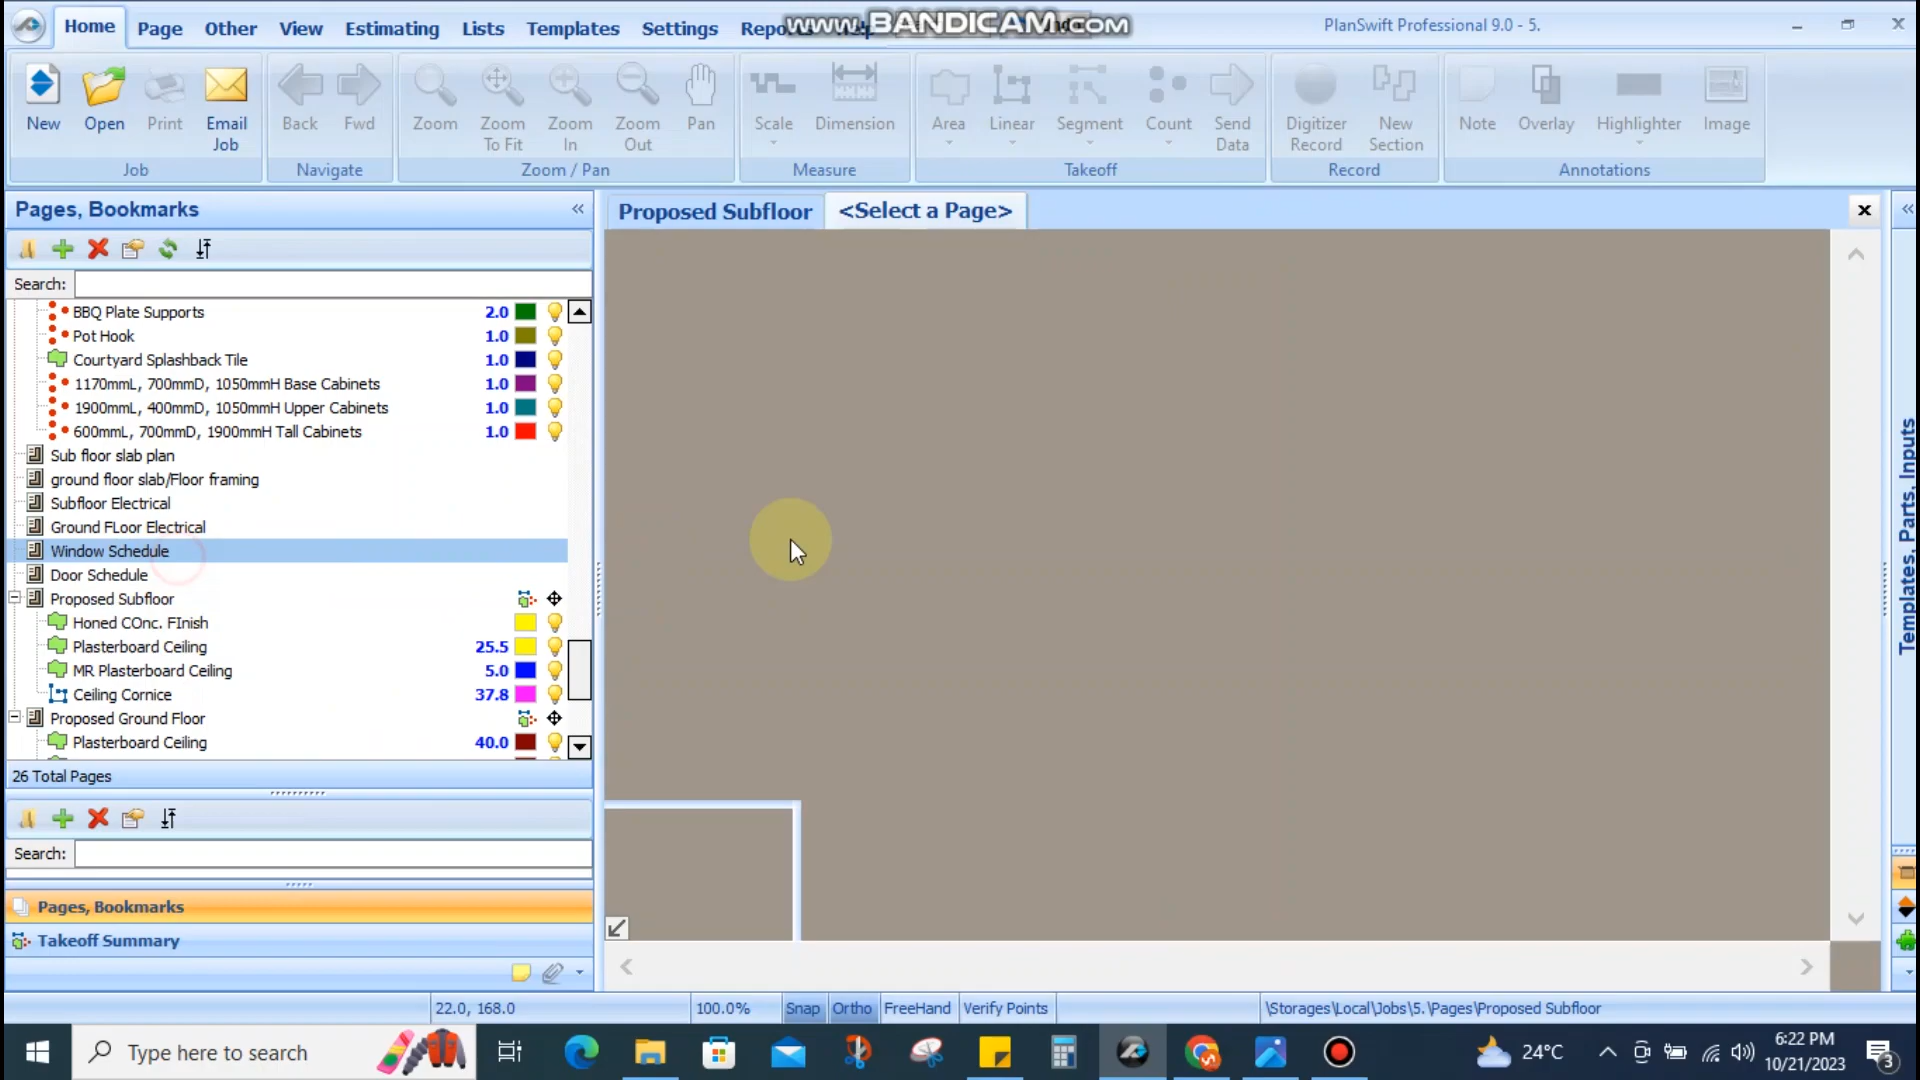 Home Page Other View Estimating Lists Templates Settings
www.BANDICAM.com
PlanSwift Professional 9.0 - 5.
New Open Print Email Job
Back Fwd
Zoom Zoom To Fit Zoom In Zoom Out Pan
Scale Dimension
Area Linear Segment Count Send Data
Digitizer Record New Section
Note Overlay Highlighter Image
Job Navigate Zoom / Pan Measure Takeoff Record Annotations
Pages, Bookmarks
Proposed Subfloor <Select a Page>
Search:
BBQ Plate Supports 2.0
Pot Hook 1.0
Courtyard Splashback Tile 1.0
1170mmL, 700mmD, 1050mmH Base Cabinets 1.0
1900mmL, 400mmD, 1050mmH Upper Cabinets 1.0
600mmL, 700mmD, 1900mmH Tall Cabinets 1.0
Sub floor slab plan
ground floor slab/Floor framing
Subfloor Electrical
Ground FLoor Electrical
Window Schedule
Door Schedule
Proposed Subfloor
Honed COnc. FInish
Plasterboard Ceiling 25.5
MR Plasterboard Ceiling 5.0
Ceiling Cornice 37.8
Proposed Ground Floor
Plasterboard Ceiling 40.0
26 Total Pages
Search:
Pages, Bookmarks
Takeoff Summary
Templates, Parts, Inputs
22.0, 168.0 100.0% Snap Ortho FreeHand Verify Points \Storages\Local\Jobs\5.\Pages\Proposed Subfloor
Type here to search
24°C
6:22 PM
10/21/2023
3